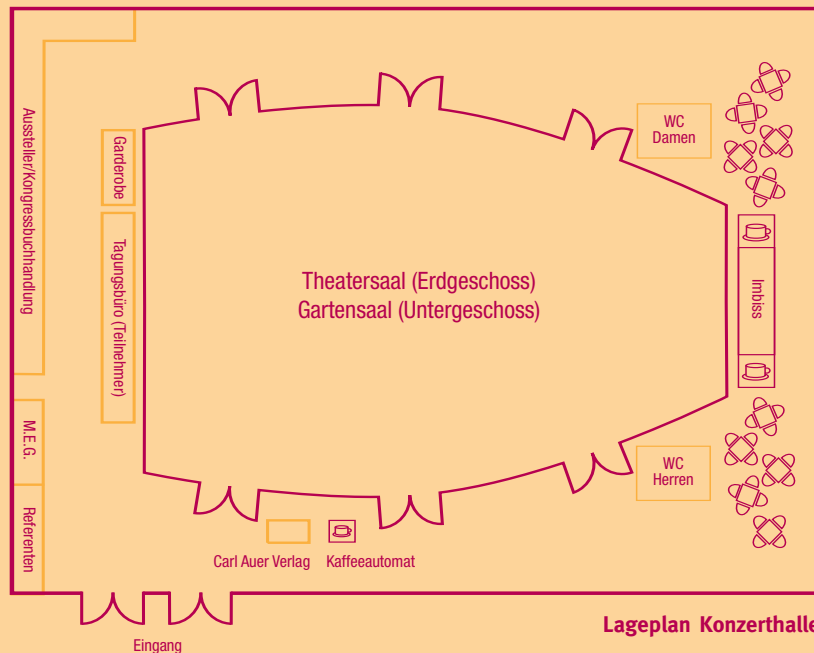 Aussteller/Kongressbuchhandlung
Garderobe
Tagungsbüro (Teilnehmer)
M.E.G.
Referenten
Theatersaal (Erdgeschoss)
Gartensaal (Untergeschoss)
WC
Damen
Imbiss
WC
Herren
Carl Auer Verlag
Kaffeeautomat
Eingang
Lageplan Konzerthalle